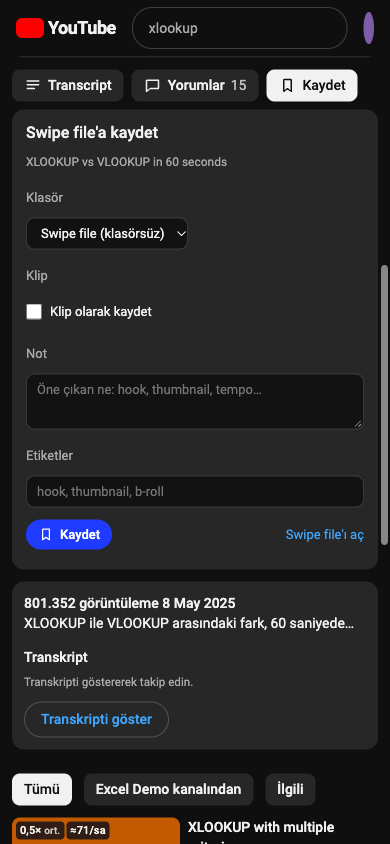 YouTube
xlookup
Transcript
Yorumlar 15
Kaydet
Swipe file'a kaydet
XLOOKUP vs VLOOKUP in 60 seconds
Klasör
Swipe file (klasörsüz)
Klip
Klip olarak kaydet
Not
Öne çıkan ne: hook, thumbnail, tempo...
Etiketler
hook, thumbnail, b-roll
Kaydet
Swipe file'ı aç
801.352 görüntüleme 8 May 2025
XLOOKUP ile VLOOKUP arasındaki fark, 60 saniyede...
Transkript
Transkripti göstererek takip edin.
Transkripti göster
Tümü
Excel Demo kanalından
İlgili
0,5× ort.
≈71/sa
XLOOKUP with multiple